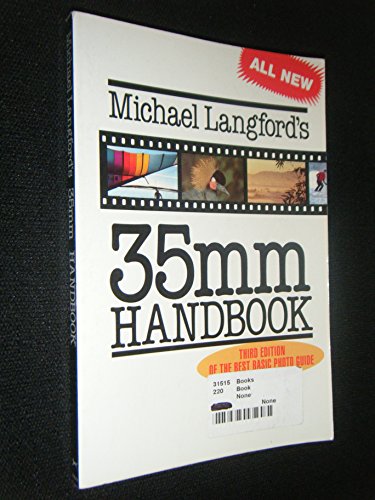 ALL NEW
Michael Langford's
35mm
HANDBOOK
THIRD EDITION
OF THE BEST BASIC PHOTO GUIDE
31515 Books
220 Book
None
None
Michael Langford's 35mm HANDBOOK